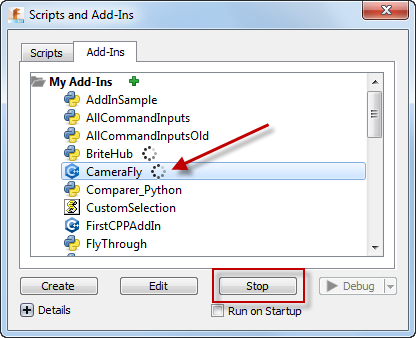 Scripts and Add-Ins
Scripts
Add-Ins
My Add-Ins
AddInSample
AllCommandInputs
AllCommandInputsOld
BriteHub
CameraFly
Comparer_Python
CustomSelection
FirstCPPAddIn
FlyThrough
Create
Edit
Stop
Debug
Details
Run on Startup